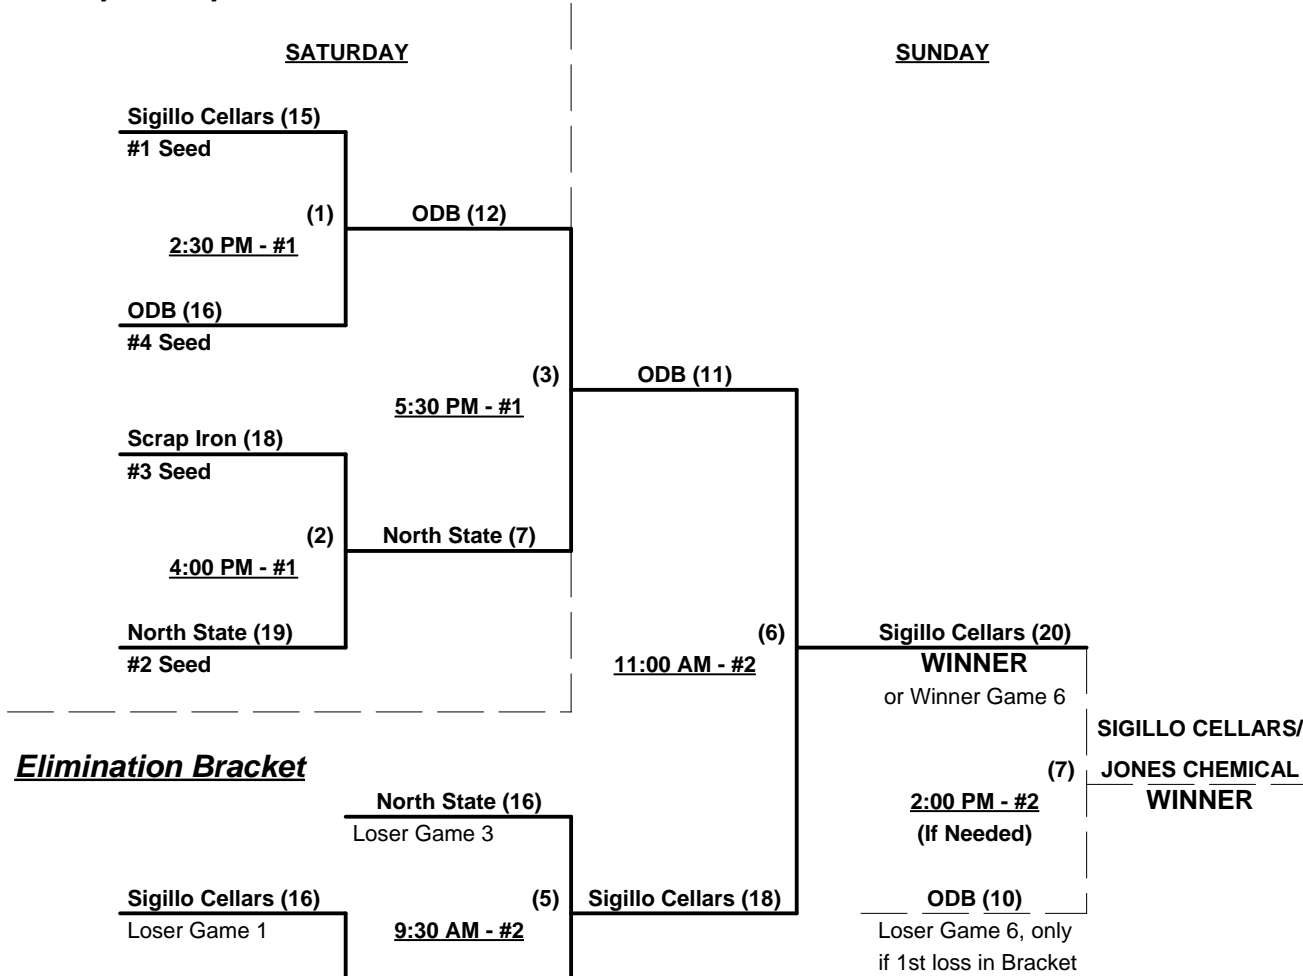 SATURDAY
SUNDAY
Sigillo Cellars (15)
#1 Seed
(1)
ODB (12)
2:30 PM - #1
ODB (16)
#4 Seed
(3)
ODB (11)
5:30 PM - #1
Scrap Iron (18)
#3 Seed
(2)
North State (7)
4:00 PM - #1
North State (19)
#2 Seed
(6)
Sigillo Cellars (20)
11:00 AM - #2
WINNER
or Winner Game 6
SIGILLO CELLARS/
Elimination Bracket
(7)
JONES CHEMICAL
North State (16)
2:00 PM - #2
WINNER
Loser Game 3
(If Needed)
Sigillo Cellars (16)
(5)
Sigillo Cellars (18)
ODB (10)
Loser Game 1
9:30 AM - #2
Loser Game 6, only
if 1st loss in Bracket